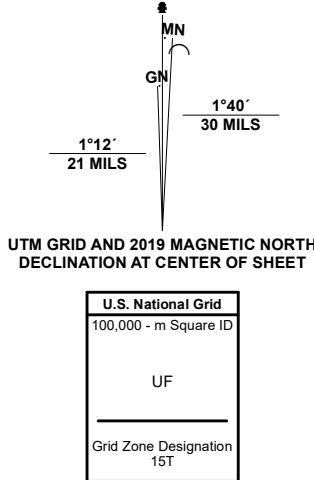 MN
GN
1°40´
30 MILS
1°12´
21 MILS
UTM GRID AND 2019 MAGNETIC NORTH
DECLINATION AT CENTER OF SHEET
U.S. National Grid
100,000 - m Square ID
UF
Grid Zone Designation
15T